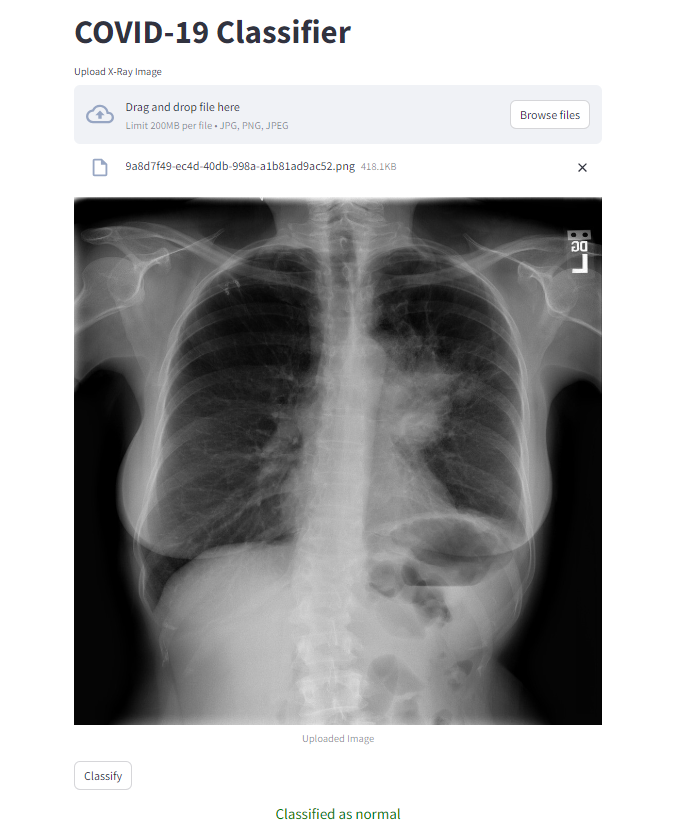 COVID-19 Classifier
Upload X-Ray Image
Drag and drop file here
Limit 200MB per file • JPG, PNG, JPEG
Browse files
9a8d7f49-ec4d-40db-998a-a1b81ad9ac52.png 418.1KB
DG
L
Uploaded Image
Classify
Classified as normal